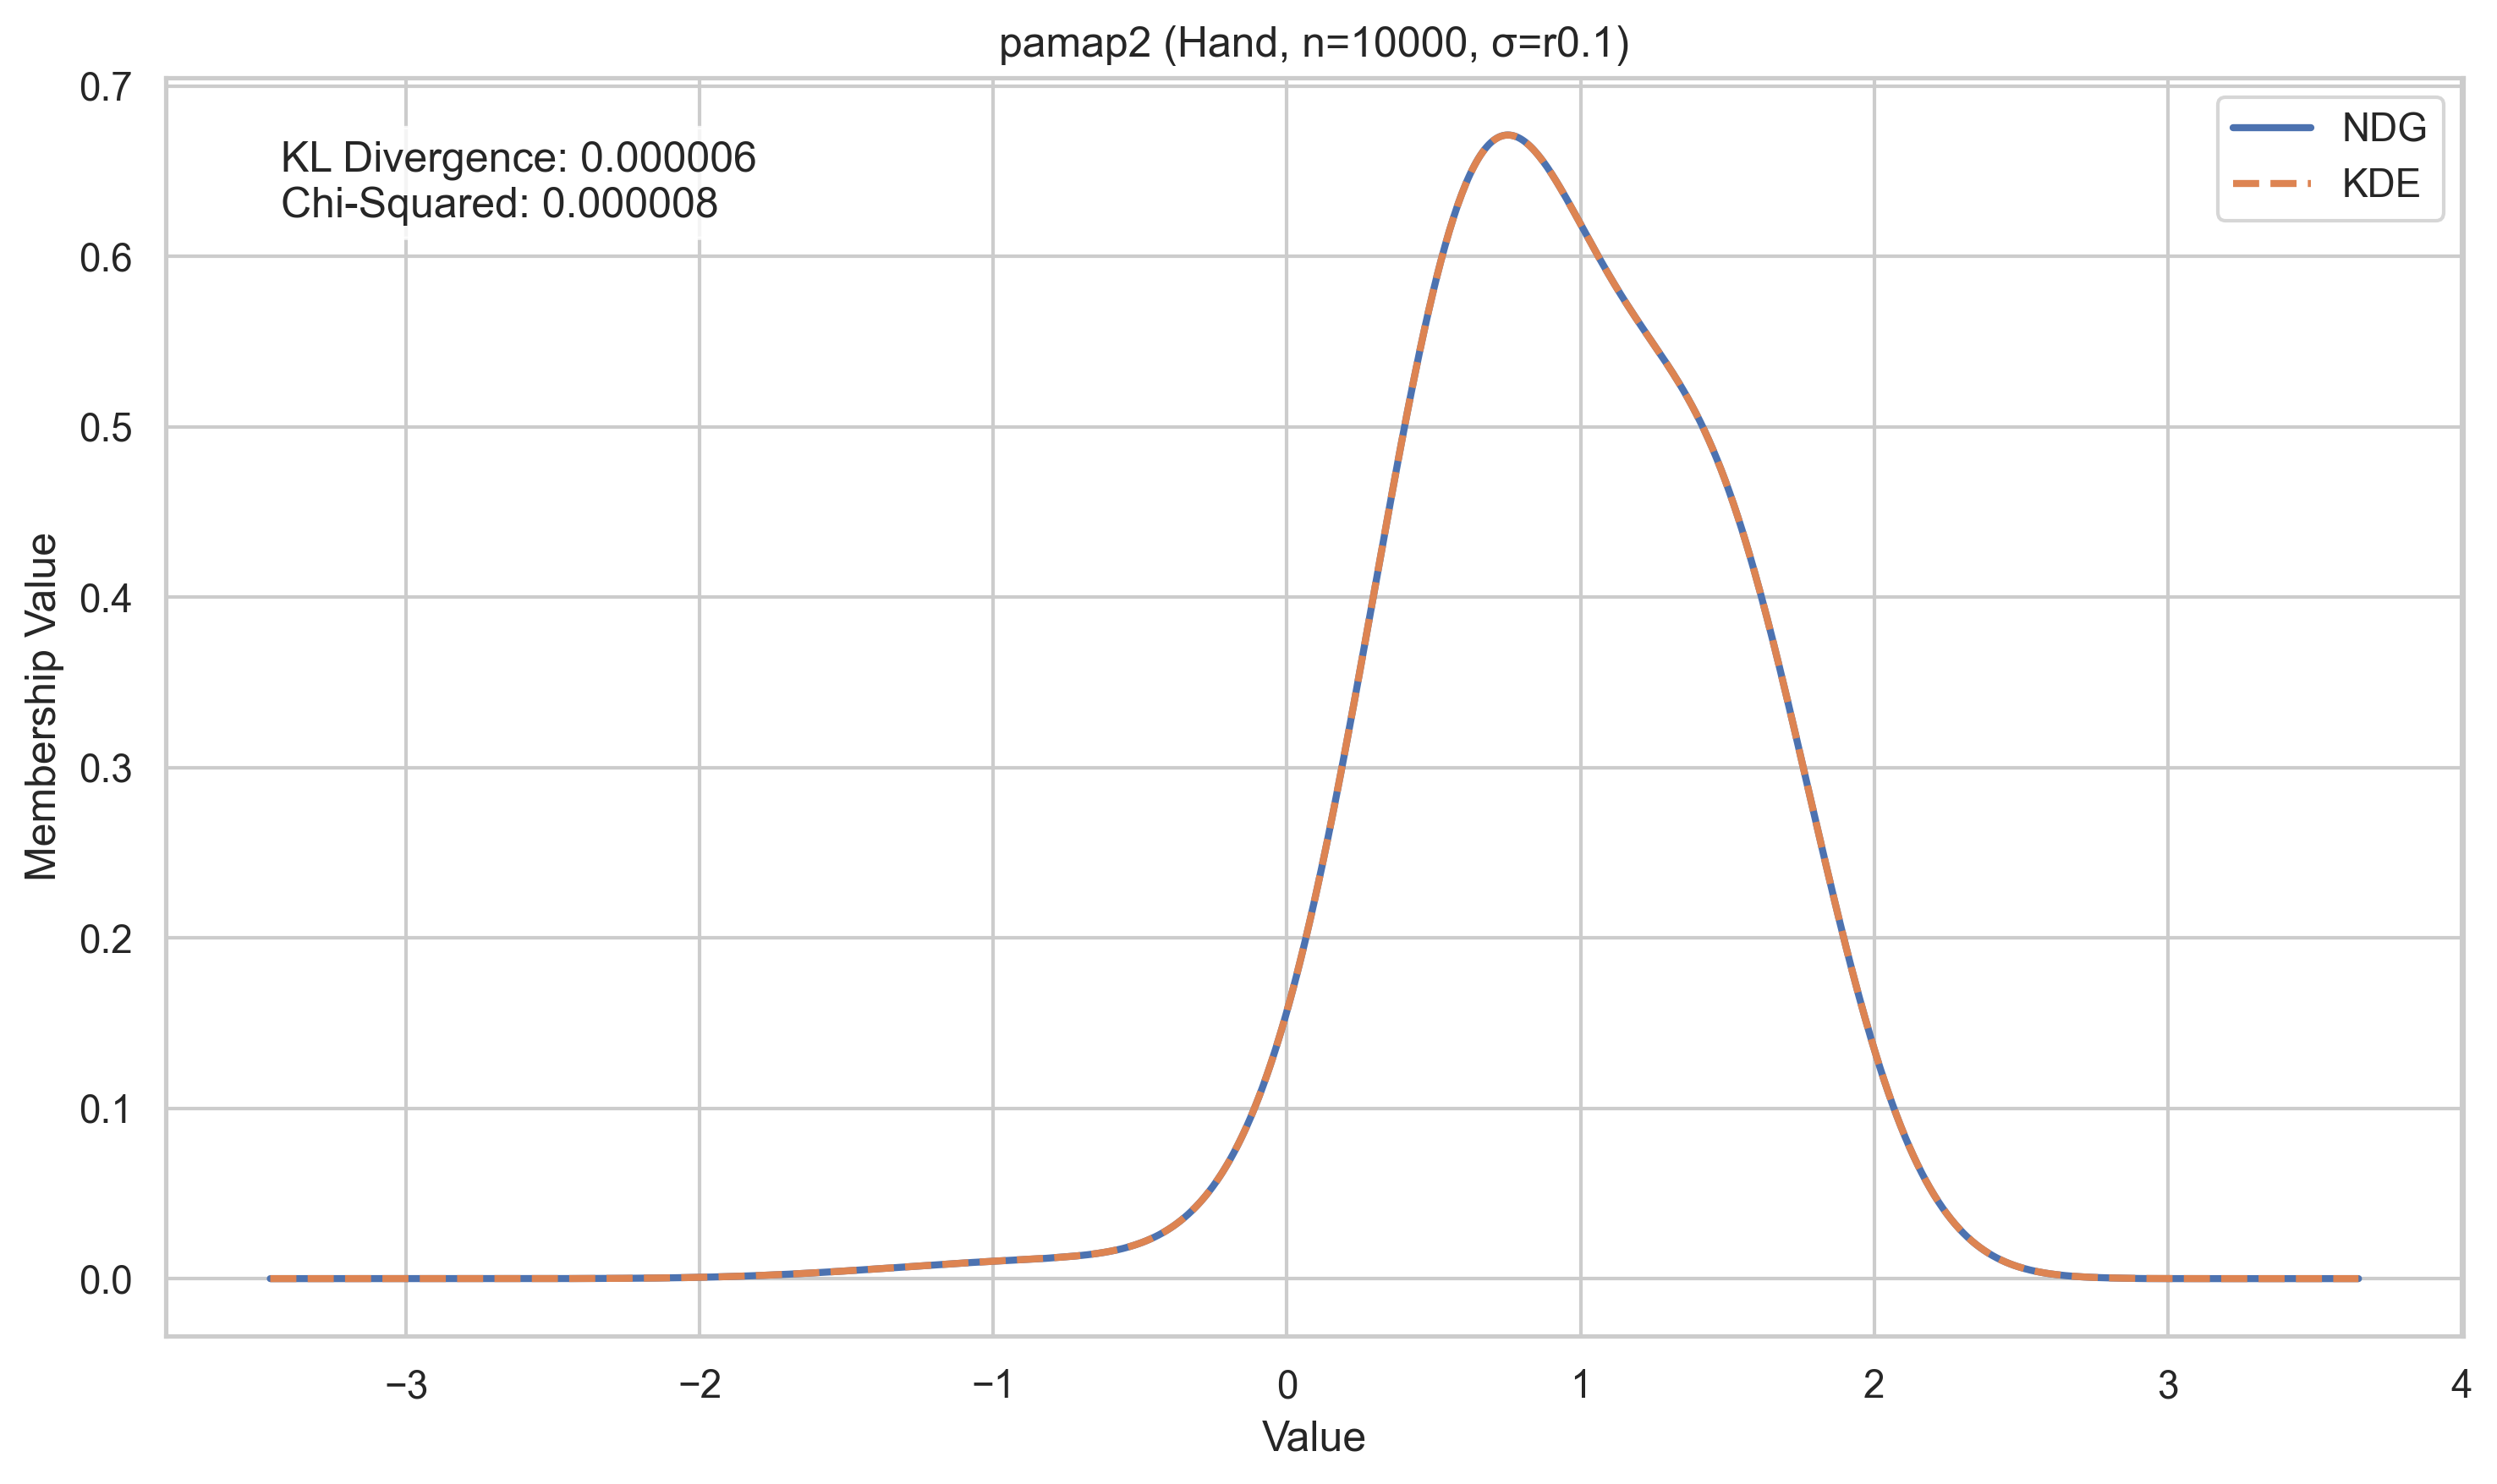 pamap2 (Hand, n=10000, σ=r0.1)
KL Divergence: 0.000006
Chi-Squared: 0.000008
NDG
KDE
Membership Value
0.7
0.6
0.5
0.4
0.3
0.2
0.1
0.0
−3 −2 −1 0 1 2 3 4
Value